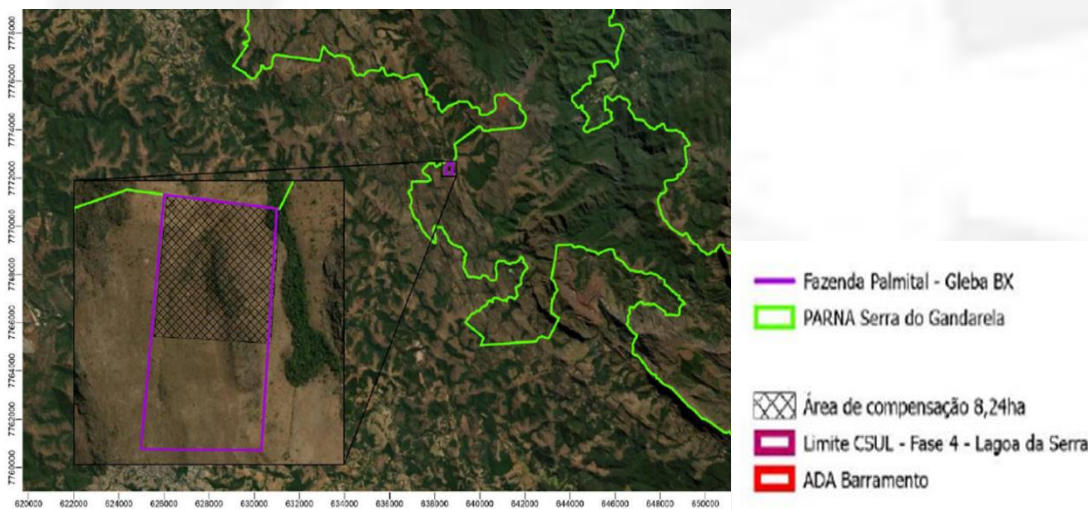 7778000
7776000
7774000
7772000
7770000
7768000
7766000
7764000
7762000
7760000
620000 622000 624000 626000 628000 630000 632000 634000 636000 638000 640000 642000 644000 646000 648000 650000
Fazenda Palmital - Gleba BX
PARNA Serra do Gandarela
Área de compensação 8,24ha
Limite CSUL - Fase 4 - Lagoa da Serra
ADA Barramento